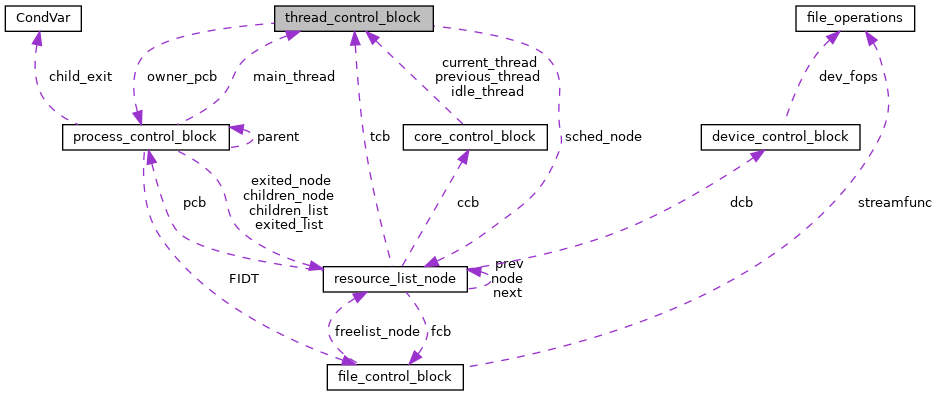 CondVar
thread_control_block
file_operations
child_exit
owner_pcb
main_thread
current_thread
previous_thread
idle_thread
dev_fops
process_control_block
parent
tcb
core_control_block
sched_node
device_control_block
pcb
exited_node
children_node
children_list
exited_list
ccb
dcb
streamfunc
FIDT
resource_list_node
prev
node
next
freelist_node
fcb
file_control_block